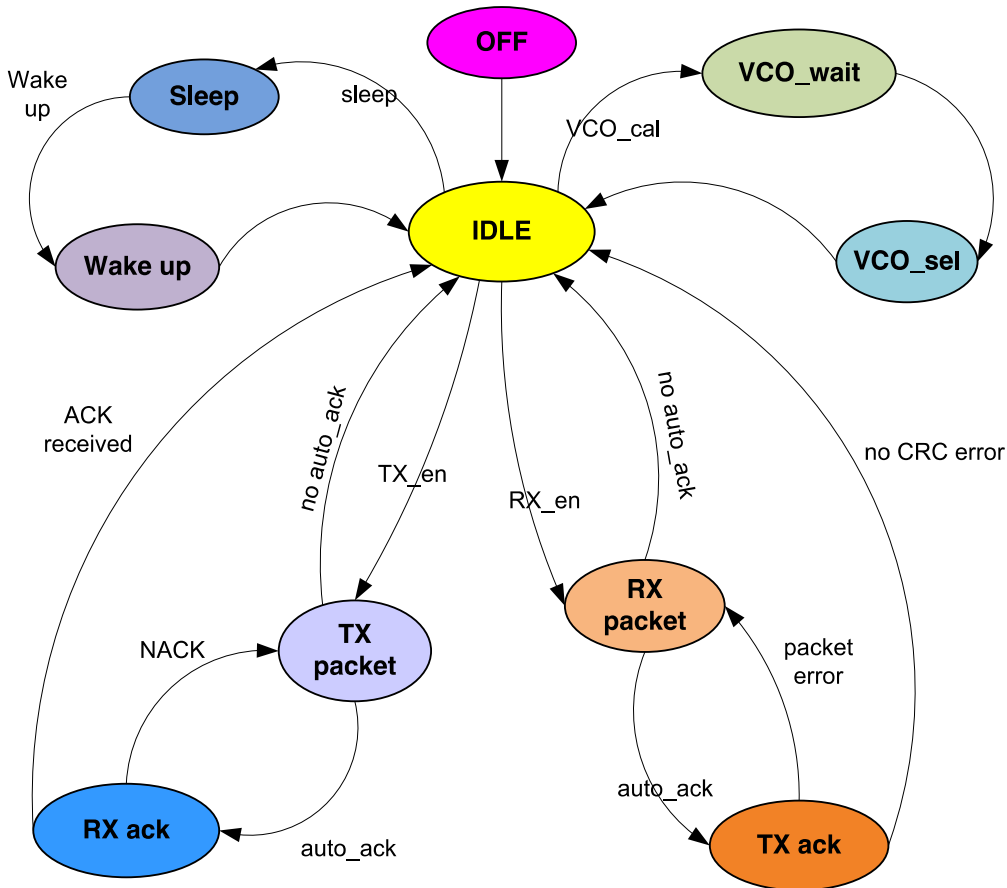 OFF
VCO_wait
Wake
up
Sleep
sleep
VCO_cal
IDLE
Wake up
VCO_sel
ACK
received
no auto_ack
TX_en
RX_en
no auto_ack
no CRC error
RX
packet
TX
packet
NACK
packet
error
auto_ack
RX ack
auto_ack
TX ack